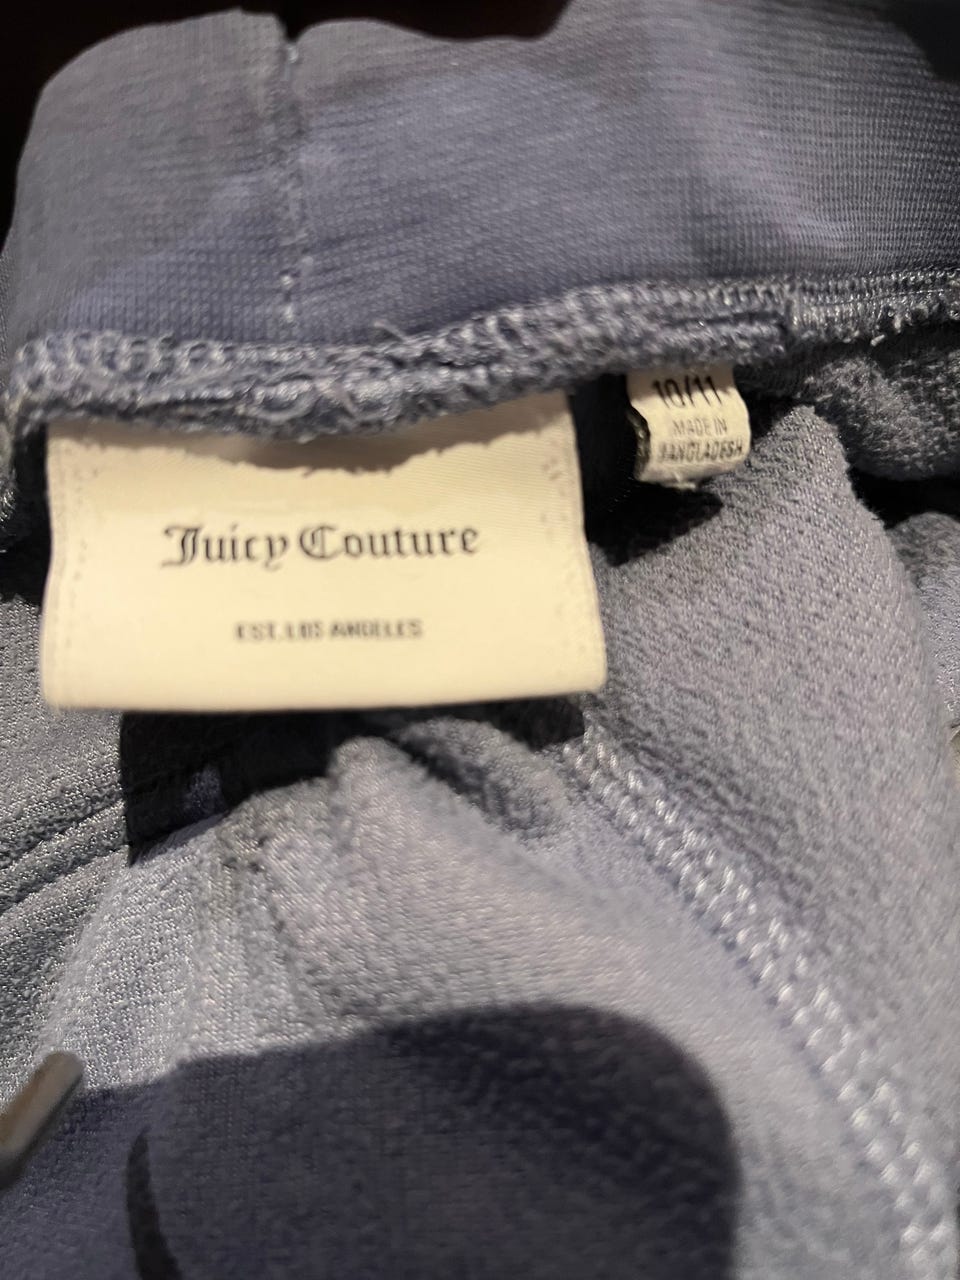 Juicy Couture
EST. LOS ANGELES
10/11
MADE IN
BANGLADESH